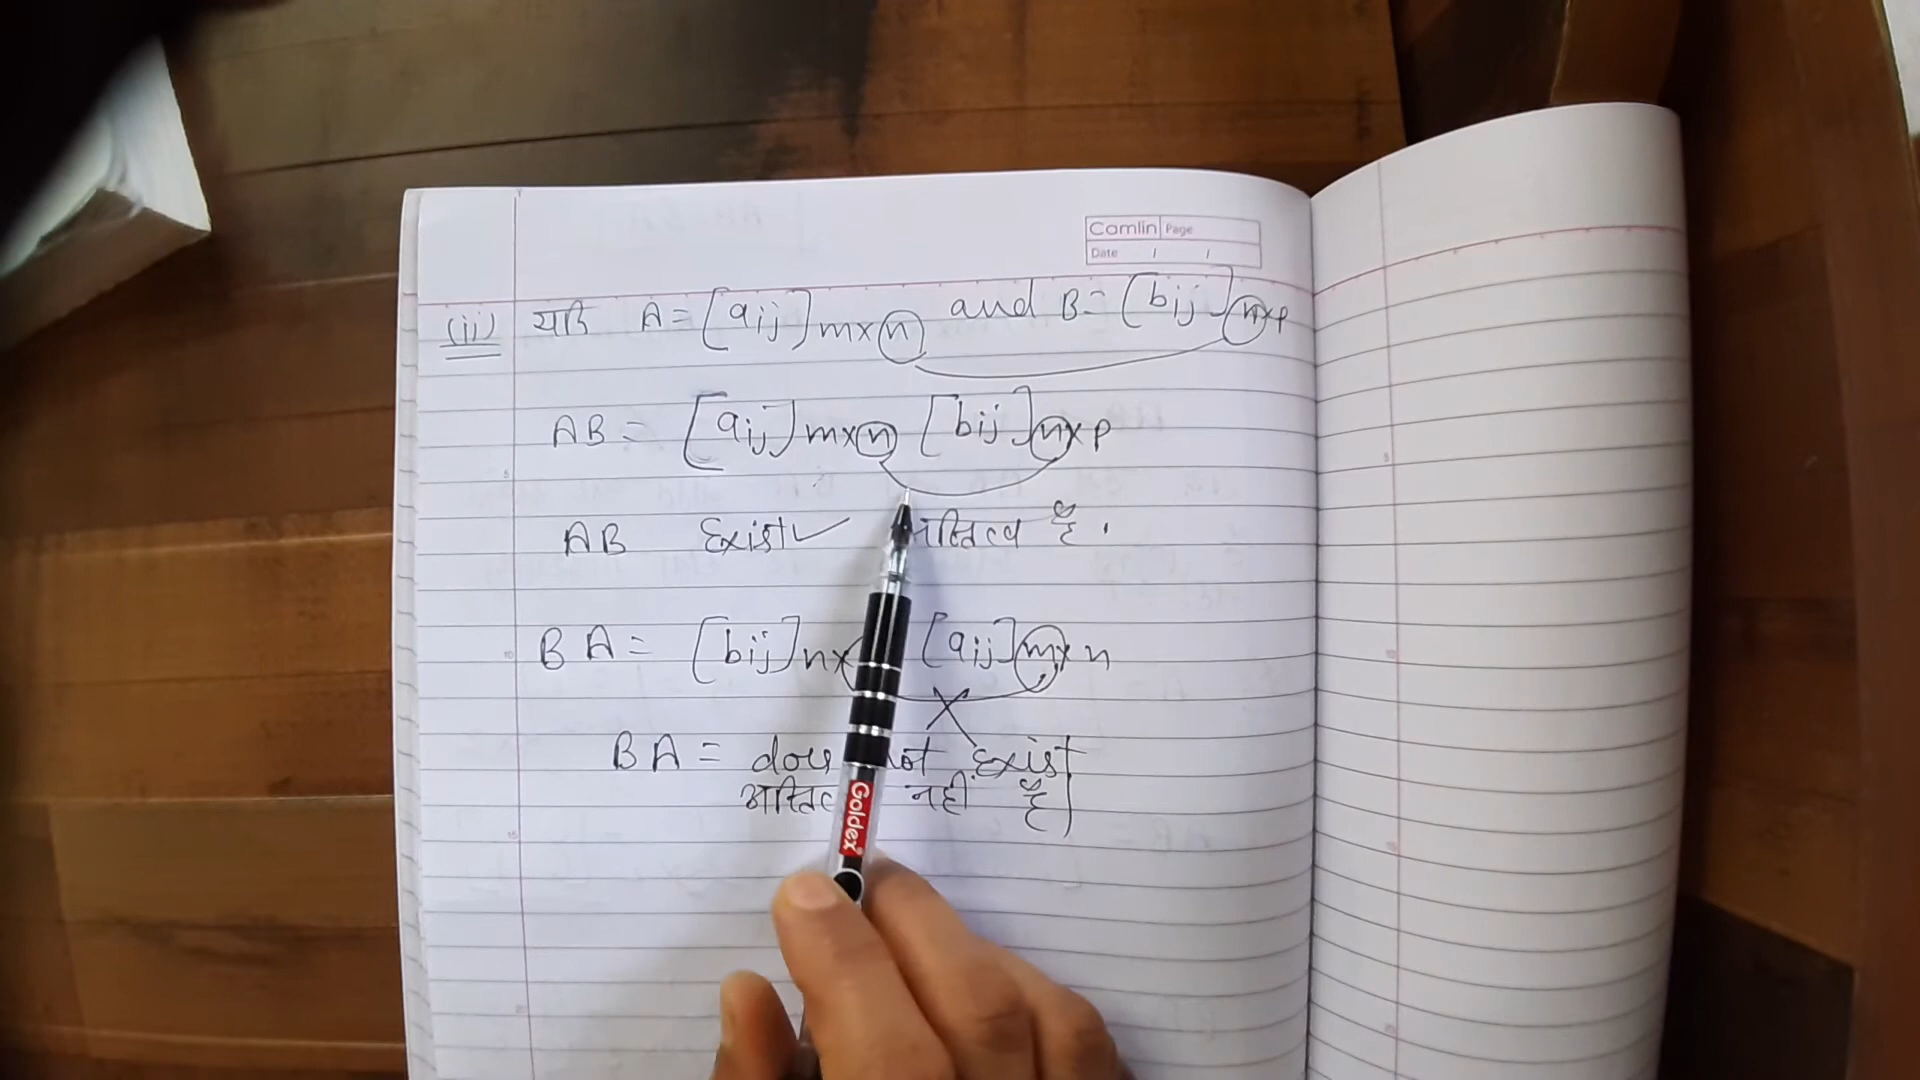 Camlin Page
Date / /
(ii) यदि A = [aij] m×n and B = [bij] n×p
AB = [aij] m×n [bij] n×p
AB Exist ✓ अस्तित्व है .
BA = [bij] n× [aij] m×n
BA = does not exist
नहीं है |
Goldex